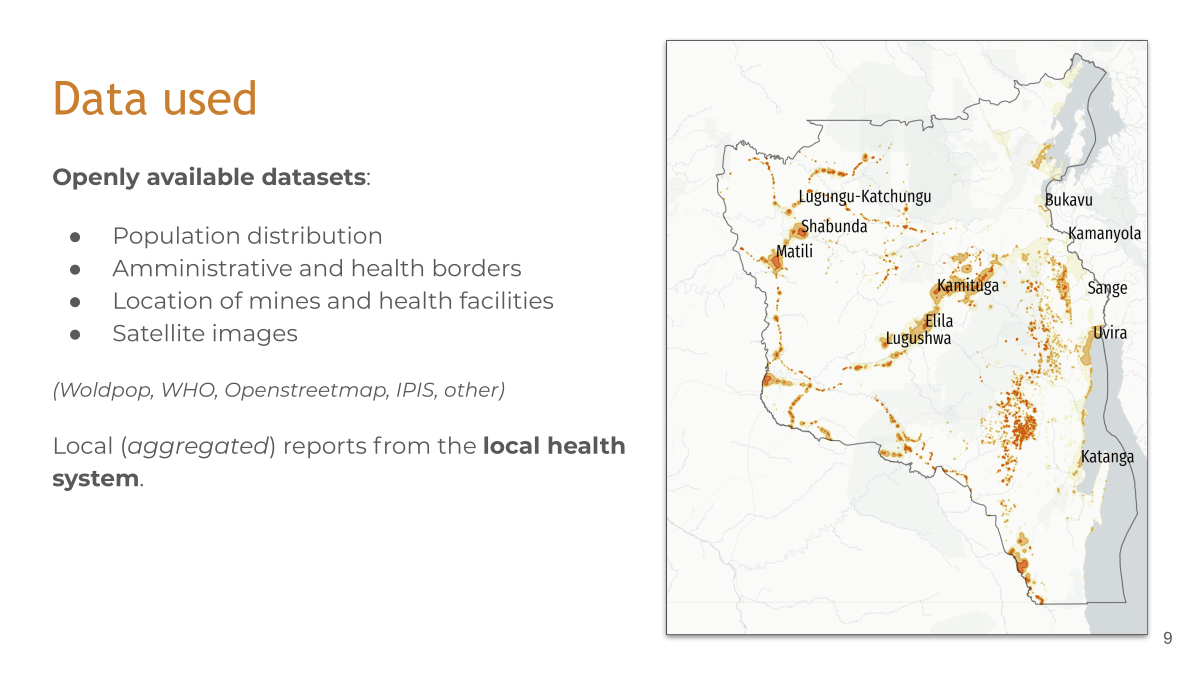 Data used
Openly available datasets:
● Population distribution
● Amministrative and health borders
● Location of mines and health facilities
● Satellite images
(Woldpop, WHO, Openstreetmap, IPIS, other)
Local (aggregated) reports from the local health
system.
Lugungu-Katchungu
Bukavu
Shabunda
Kamanyola
Matili
Kamituga
Sange
Elila
Uvira
Lugushwa
Katanga
9